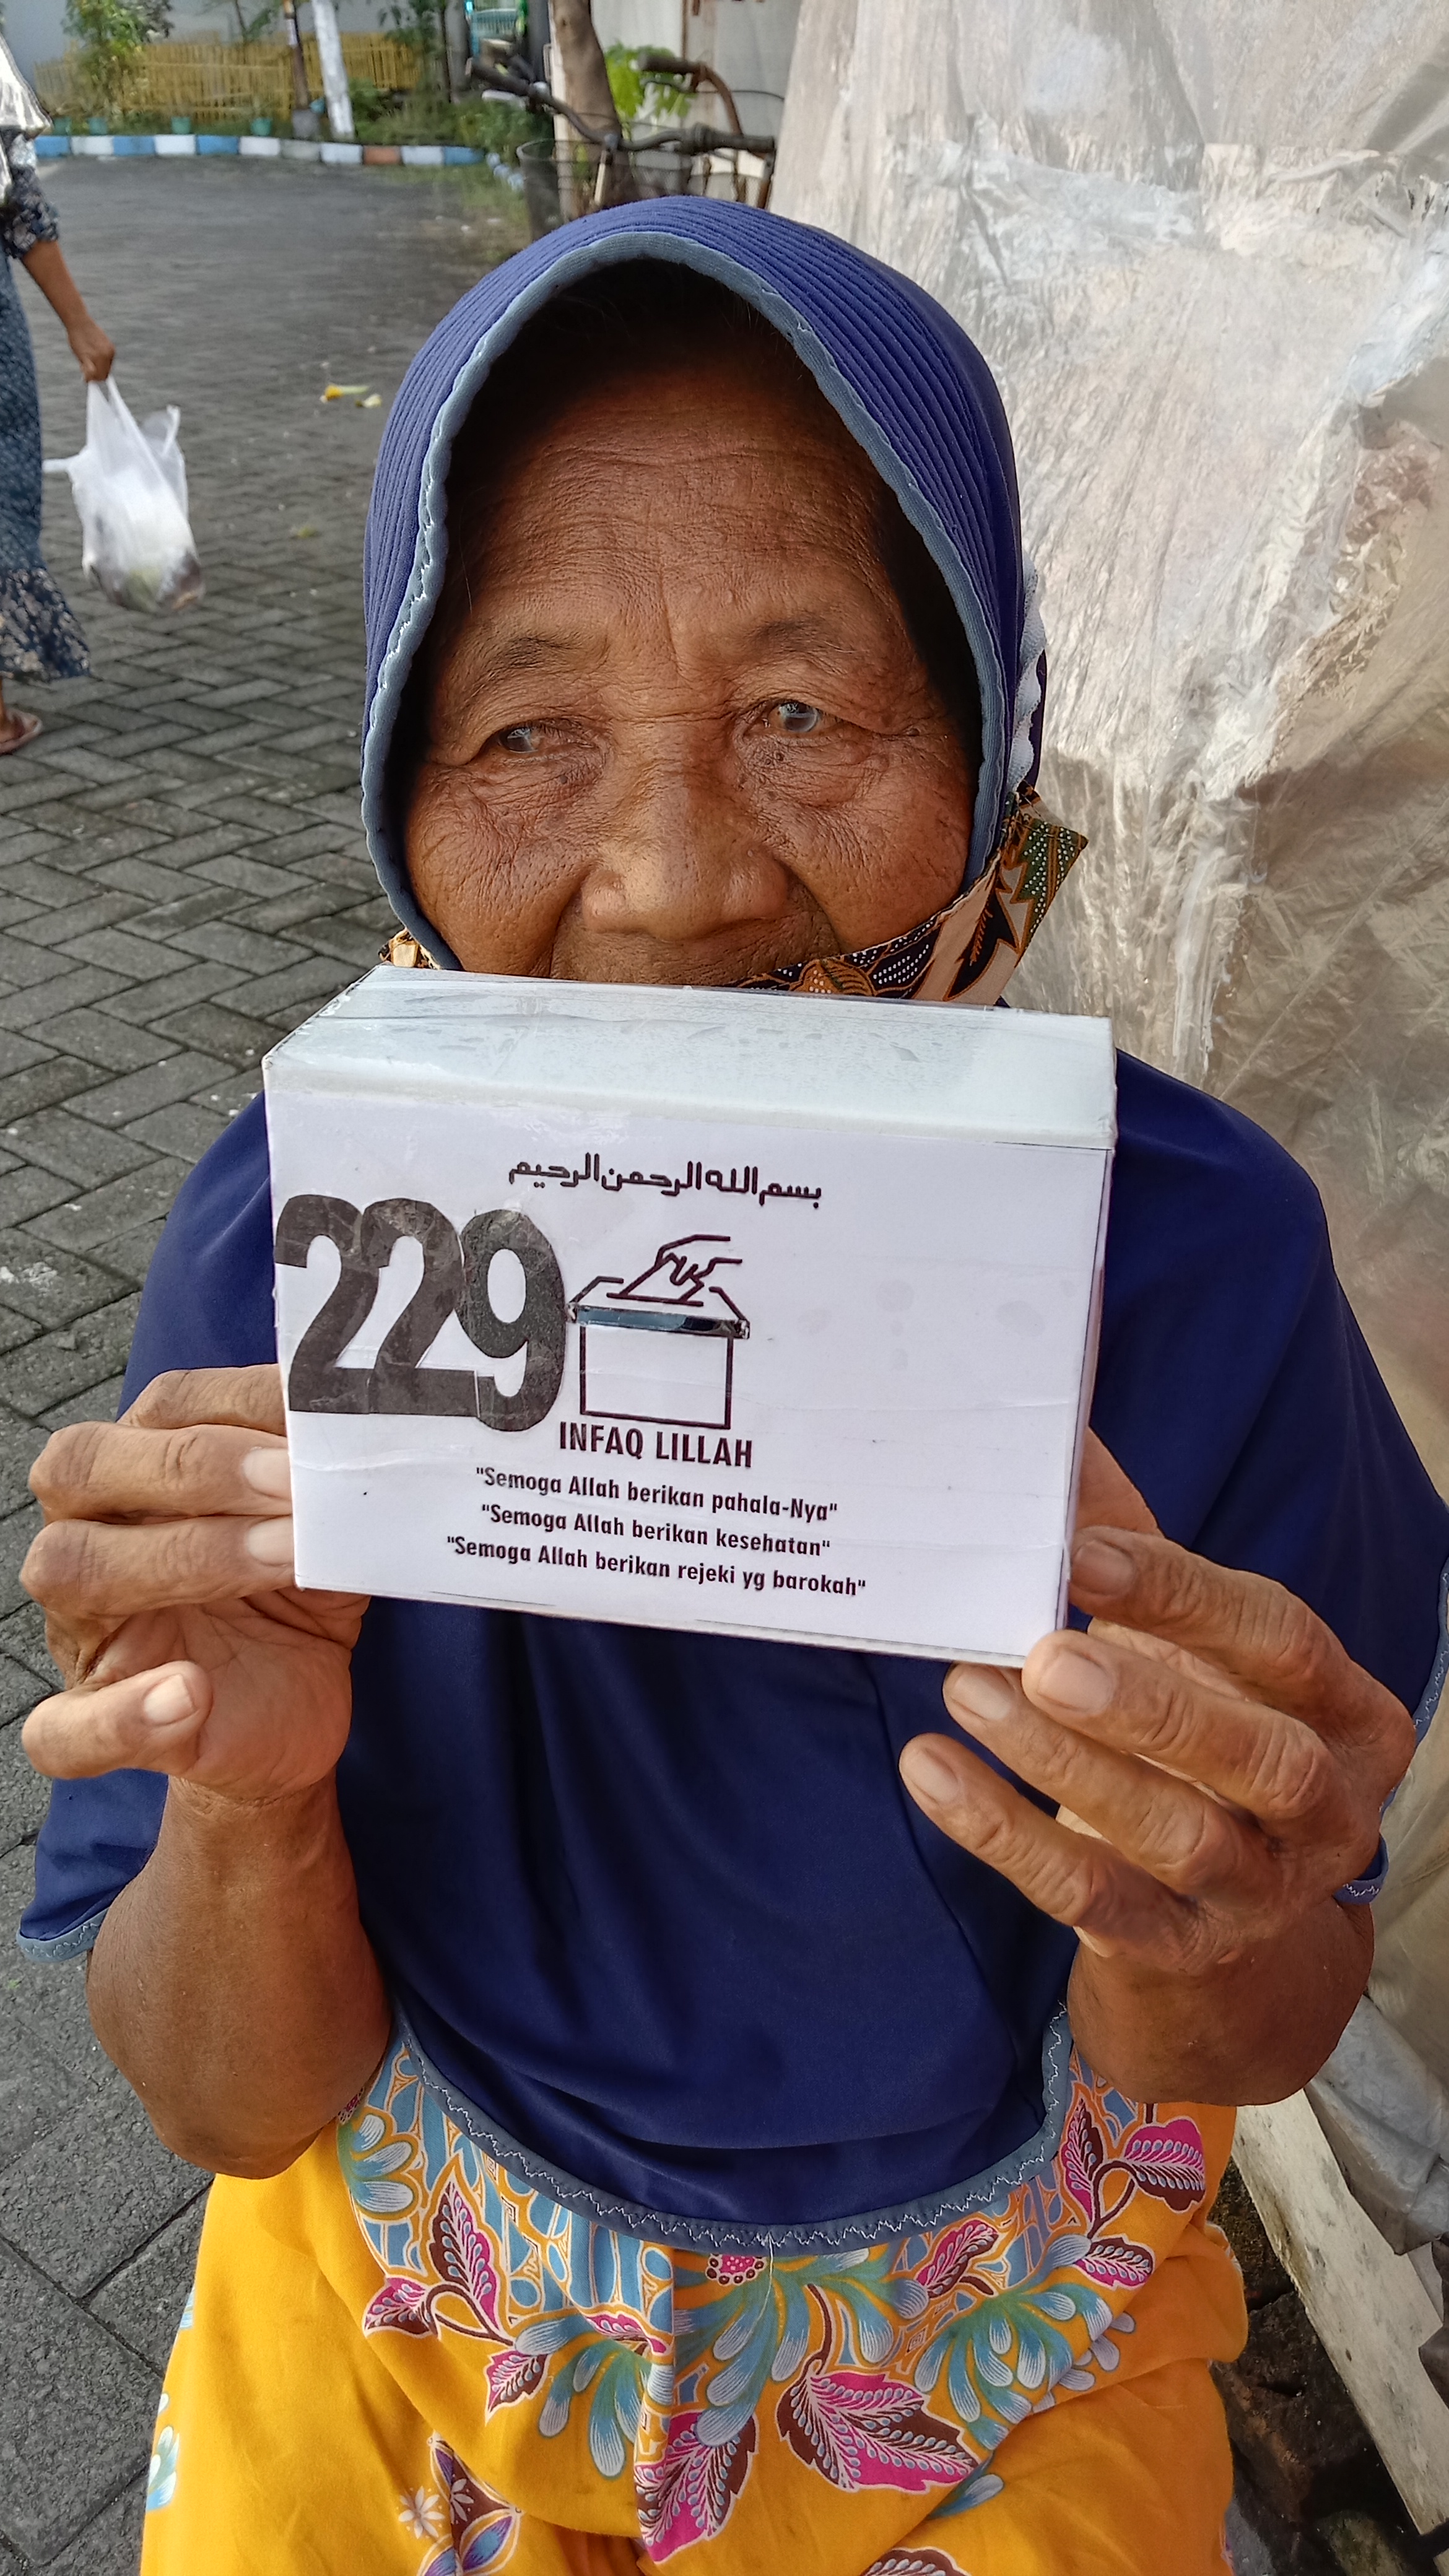 بسم الله الرحمن الرحيم
229
INFAQ LILLAH
"Semoga Allah berikan pahala-Nya"
"Semoga Allah berikan kesehatan"
"Semoga Allah berikan rejeki yg barokah"